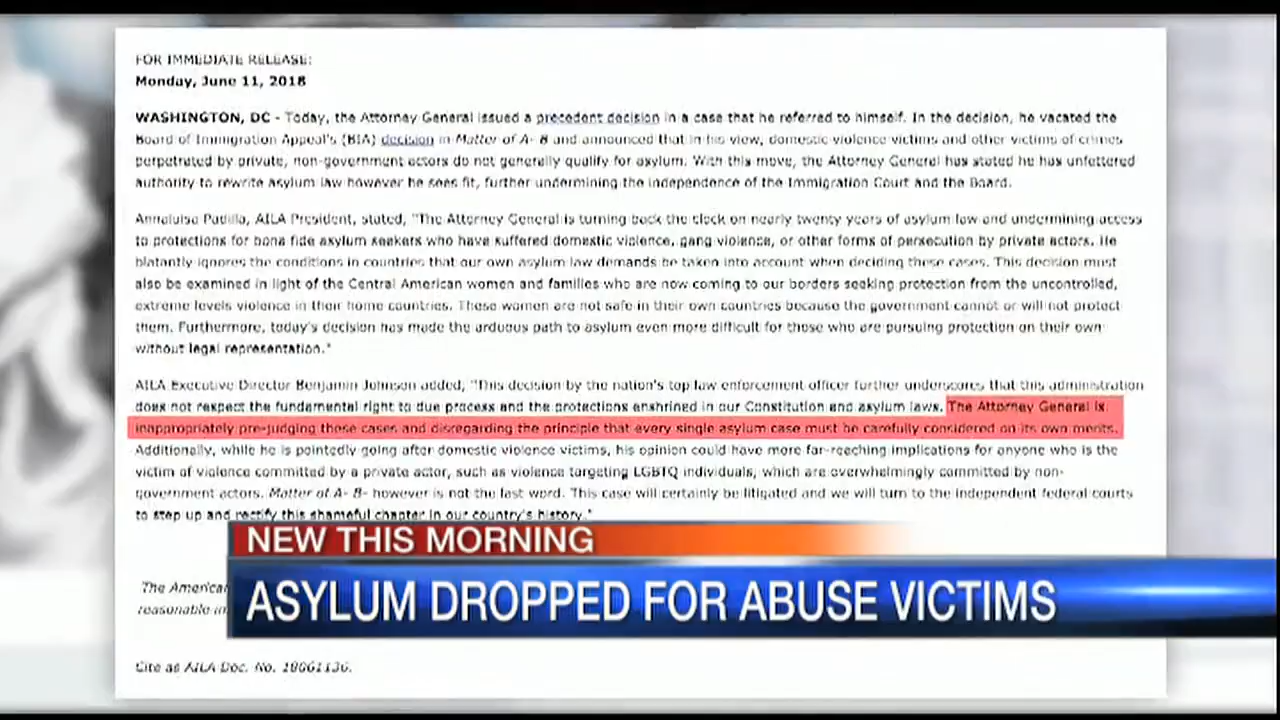 FOR IMMEDIATE RELEASE:
Monday, June 11, 2018
WASHINGTON, DC - Today, the Attorney General issued a precedent decision in a case that he referred to himself. In the decision, he vacated the
Board of Immigration Appeal's (BIA) decision in Matter of A- B and announced that in his view, domestic violence victims and other victims of crimes
perpetrated by private, non-government actors do not generally qualify for asylum. With this move, the Attorney General has stated he has unfettered
authority to rewrite asylum law however he sees fit, further undermining the independence of the Immigration Court and the Board.
Annaluisa Padilla, AILA President, stated, "The Attorney General is turning back the clock on nearly twenty years of asylum law and undermining access
to protections for bona fide asylum seekers who have suffered domestic violence, gang violence, or other forms of persecution by private actors. He
blatantly ignores the conditions in countries that our own asylum law demands be taken into account when deciding these cases. This decision must
also be examined in light of the Central American women and families who are now coming to our borders seeking protection from the uncontrolled,
extreme levels violence in their home countries. These women are not safe in their own countries because the government cannot or will not protect
them. Furthermore, today's decision has made the arduous path to asylum even more difficult for those who are pursuing protection on their own
without legal representation."
AILA Executive Director Benjamin Johnson added, "This decision by the nation's top law enforcement officer further underscores that this administration
does not respect the fundamental right to due process and the protections enshrined in our Constitution and asylum laws. The Attorney General is
inappropriately pre-judging these cases and disregarding the principle that every single asylum case must be carefully considered on its own merits.
Additionally, while he is pointedly going after domestic violence victims, his opinion could have more far-reaching implications for anyone who is the
victim of violence committed by a private actor, such as violence targeting LGBTQ individuals, which are overwhelmingly committed by non-
government actors. Matter of A- B- however is not the last word. This case will certainly be litigated and we will turn to the independent federal courts
to step up and rectify this shameful chapter in our country's history."
NEW THIS MORNING
The American
ASYLUM DROPPED FOR ABUSE VICTIMS
reasonable
Cite as AILA Doc. No. 18061136.